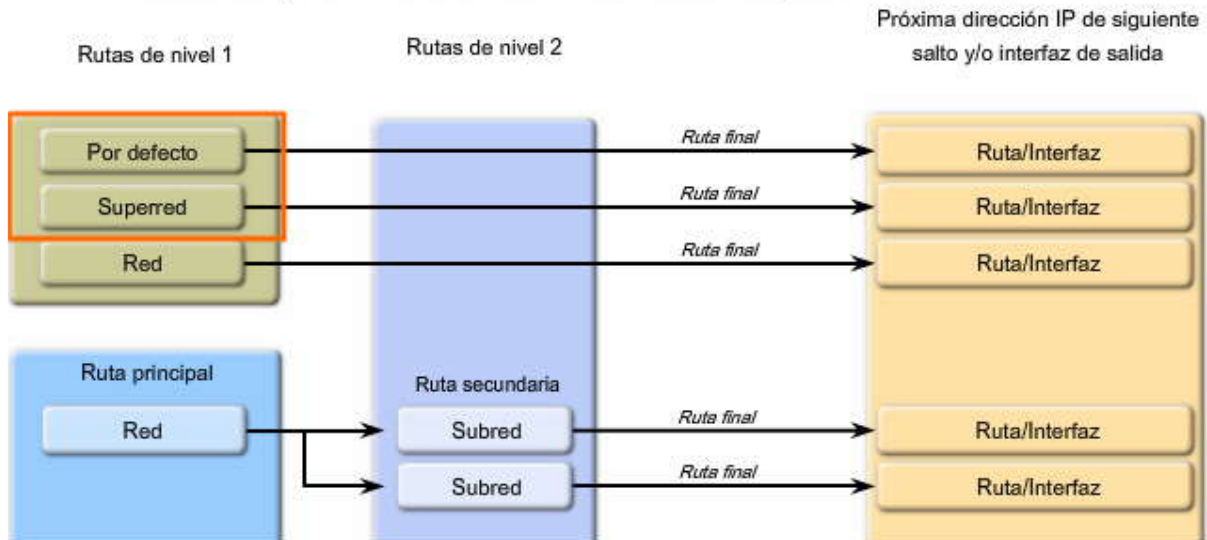 Próxima dirección IP de siguiente
salto y/o interfaz de salida
Rutas de nivel 1
Rutas de nivel 2
Por defecto
Ruta final
Ruta/Interfaz
Superred
Ruta final
Ruta/Interfaz
Red
Ruta final
Ruta/Interfaz
Ruta principal
Ruta secundaria
Red
Subred
Ruta final
Ruta/Interfaz
Subred
Ruta final
Ruta/Interfaz